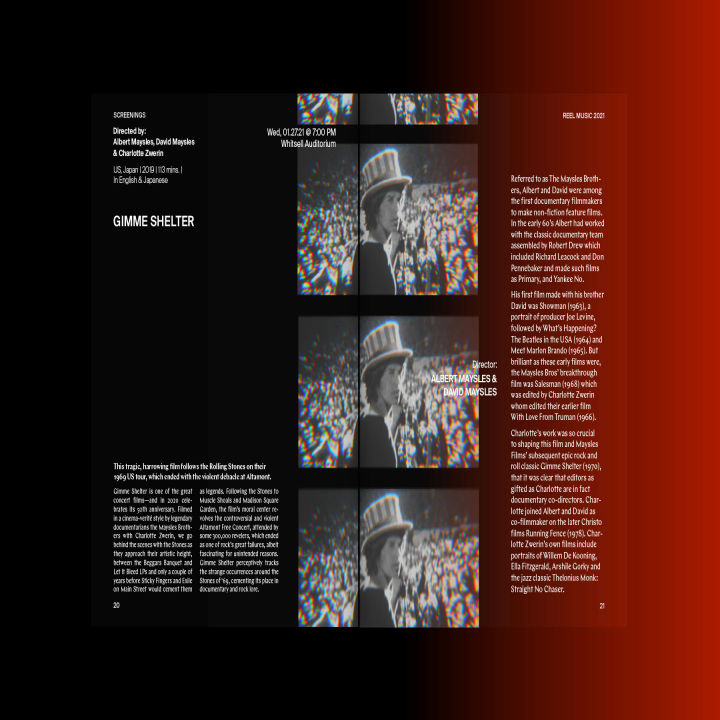 SCREENINGS
Directed by:
Albert Maysles, David Maysles
& Charlotte Zwerin
US, Japan | 2019 | 113 mins. |
In English & Japanese
GIMME SHELTER
Wed, 01.27.21 @ 7:00 PM
Whitsell Auditorium
This tragic, harrowing film follows the Rolling Stones on their
1969 US tour, which ended with the violent debacle at Altamont.
Gimme Shelter is one of the great
concert films—and in 2020 cele-
brates its 50th anniversary. Filmed
in a cinema-vérité style by legendary
documentarians the Maysles Broth-
ers with Charlotte Zwerin, we go
behind the scenes with the Stones as
they approach their artistic height,
between the Beggars Banquet and
Let It Bleed LPs and only a couple of
years before Sticky Fingers and Exile
on Main Street would cement them
as legends. Following the Stones to
Muscle Shoals and Madison Square
Garden, the film's moral center re-
volves the controversial and violent
Altamont Free Concert, attended by
some 300,000 revelers, which ended
as one of rock's great failures, albeit
fascinating for unintended reasons.
Gimme Shelter perceptively tracks
the strange occurrences around the
Stones of '69, cementing its place in
documentary and rock lore.
20
Director:
ALBERT MAYSLES &
DAVID MAYSLES
REEL MUSIC 2021
Referred to as The Maysles Broth-
ers, Albert and David were among
the first documentary filmmakers
to make non-fiction feature films.
In the early 60's Albert had worked
with the classic documentary team
assembled by Robert Drew which
included Richard Leacock and Don
Pennebaker and made such films
as Primary, and Yankee No.
His first film made with his brother
David was Showman (1963), a
portrait of producer Joe Levine,
followed by What's Happening?
The Beatles in the USA (1964) and
Meet Marlon Brando (1965). But
brilliant as these early films were,
the Maysles Bros' breakthrough
film was Salesman (1968) which
was edited by Charlotte Zwerin
whom edited their earlier film
With Love From Truman (1966).
Charlotte's work was so crucial
to shaping this film and Maysles
Films' subsequent epic rock and
roll classic Gimme Shelter (1970),
that it was clear that editors as
gifted as Charlotte are in fact
documentary co-directors. Char-
lotte joined Albert and David as
co-filmmaker on the later Christo
films Running Fence (1978). Char-
lotte Zwerin's own films include
portraits of Willem De Kooning,
Ella Fitzgerald, Arshile Gorky and
the jazz classic Thelonius Monk:
Straight No Chaser.
21